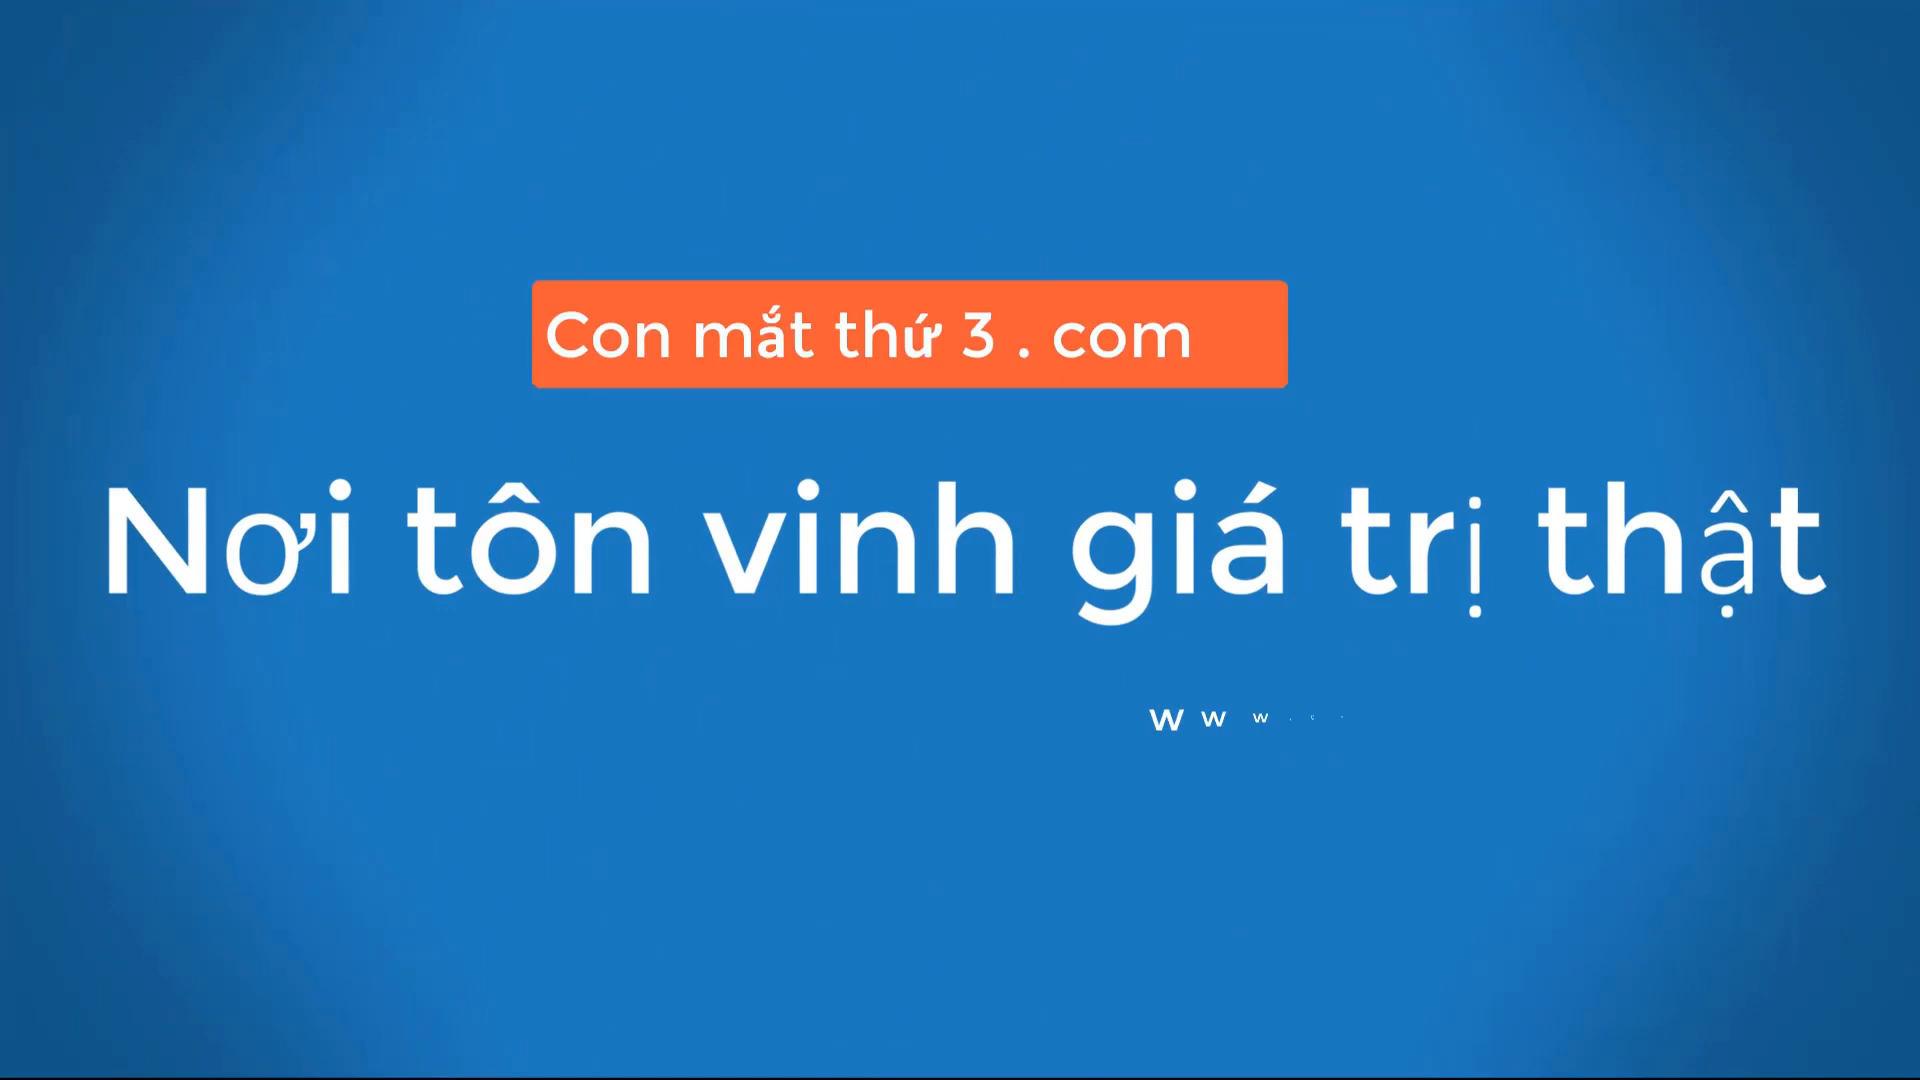 Con mắt thứ 3 . com
Nơi tôn vinh giá trị thật
w w w .